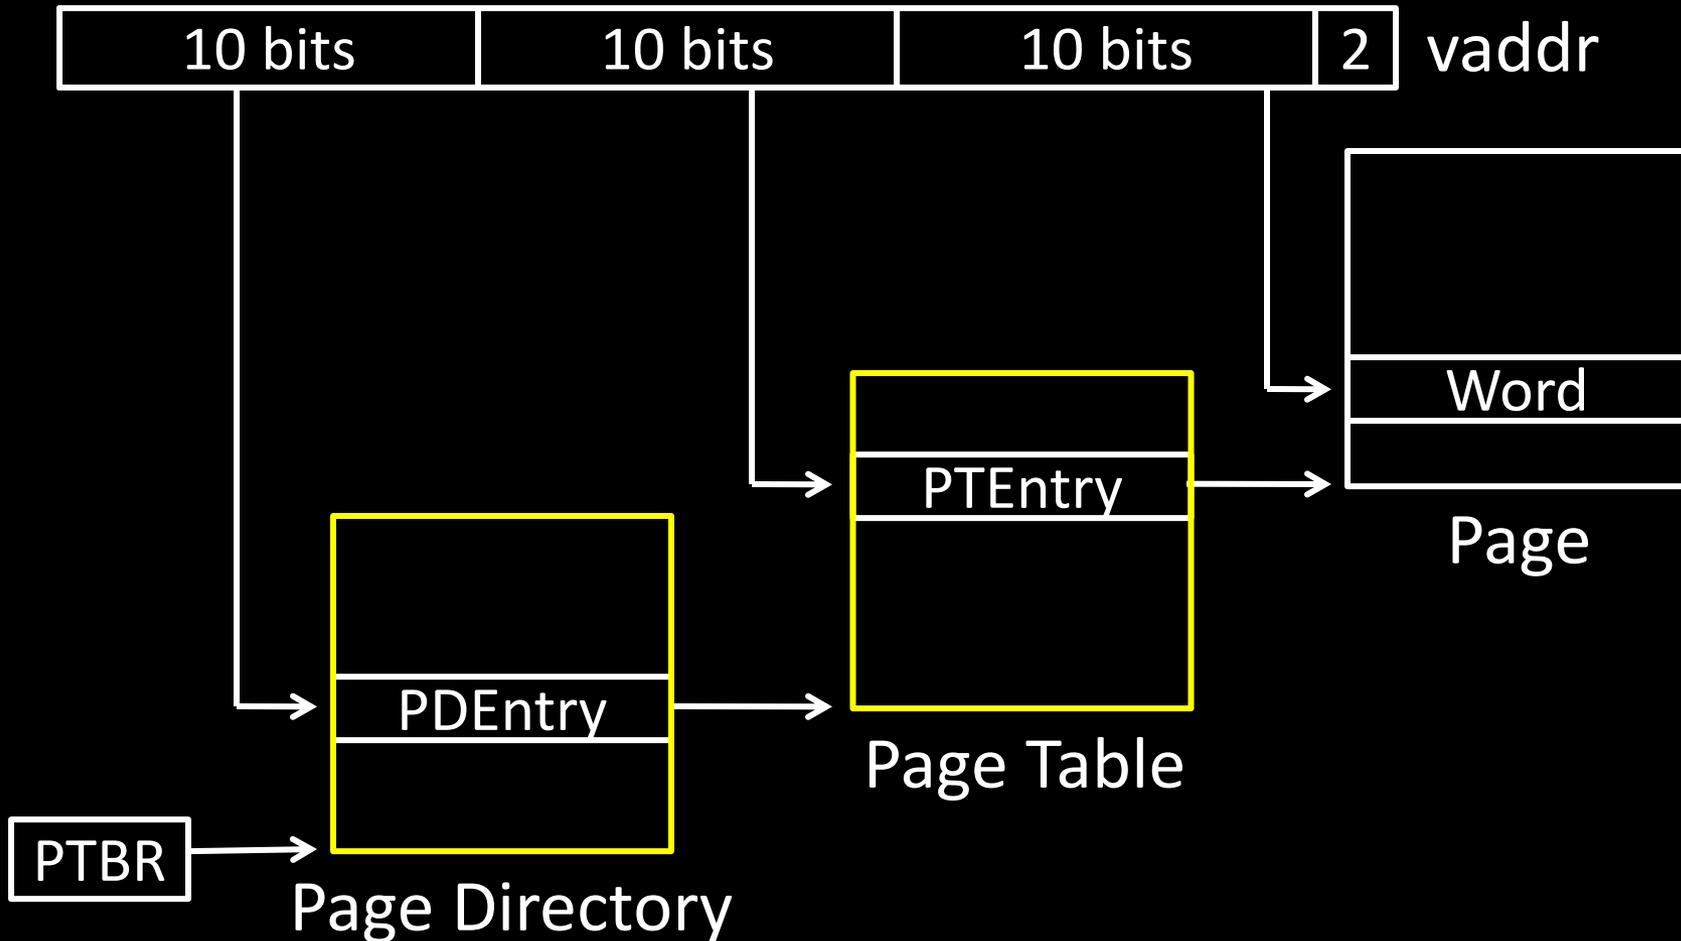 10 bits 10 bits 10 bits 2 vaddr
Word
PTEntry
Page
PDEntry
Page Table
PTBR
Page Directory